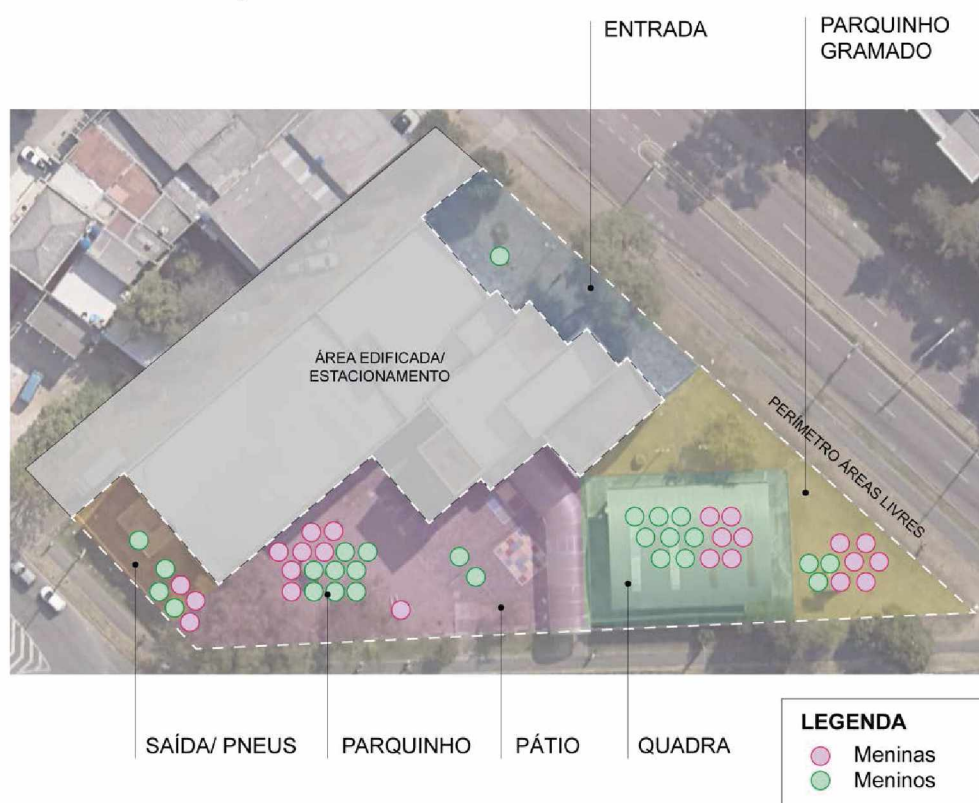 ENTRADA
PARQUINHO
GRAMADO
ÁREA EDIFICADA/
ESTACIONAMENTO
PERÍMETRO ÁREAS LIVRES
SAÍDA/ PNEUS
PARQUINHO
PÁTIO
QUADRA
LEGENDA
Meninas
Meninos